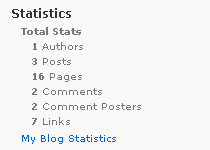 Statistics
Total Stats
1 Authors
3 Posts
16 Pages
2 Comments
2 Comment Posters
7 Links
My Blog Statistics